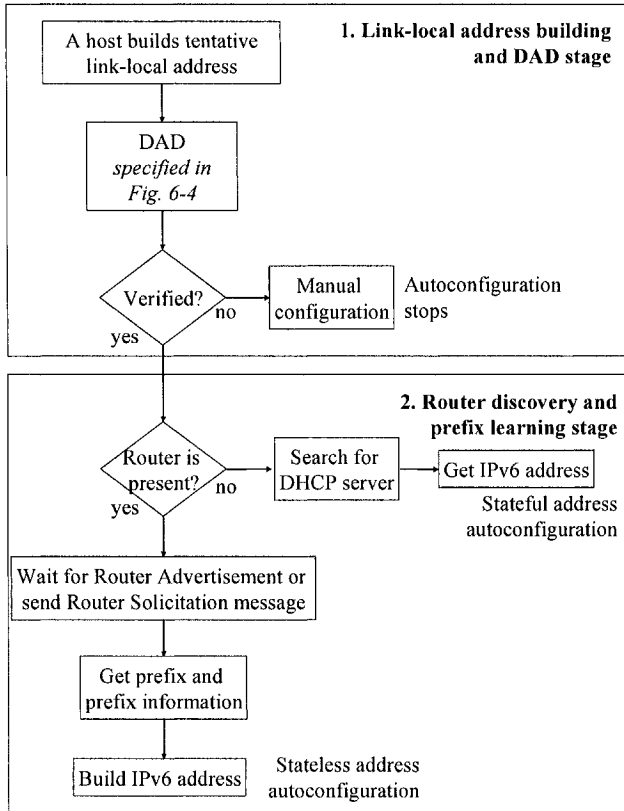 A host builds tentative
link-local address
1. Link-local address building
and DAD stage
DAD
specified in
Fig. 6-4
Verified?
no
yes
Manual
configuration
Autoconfiguration
stops
2. Router discovery and
prefix learning stage
Router is
present?
no
yes
Search for
DHCP server
Get IPv6 address
Stateful address
autoconfiguration
Wait for Router Advertisement or
send Router Solicitation message
Get prefix and
prefix information
Build IPv6 address
Stateless address
autoconfiguration